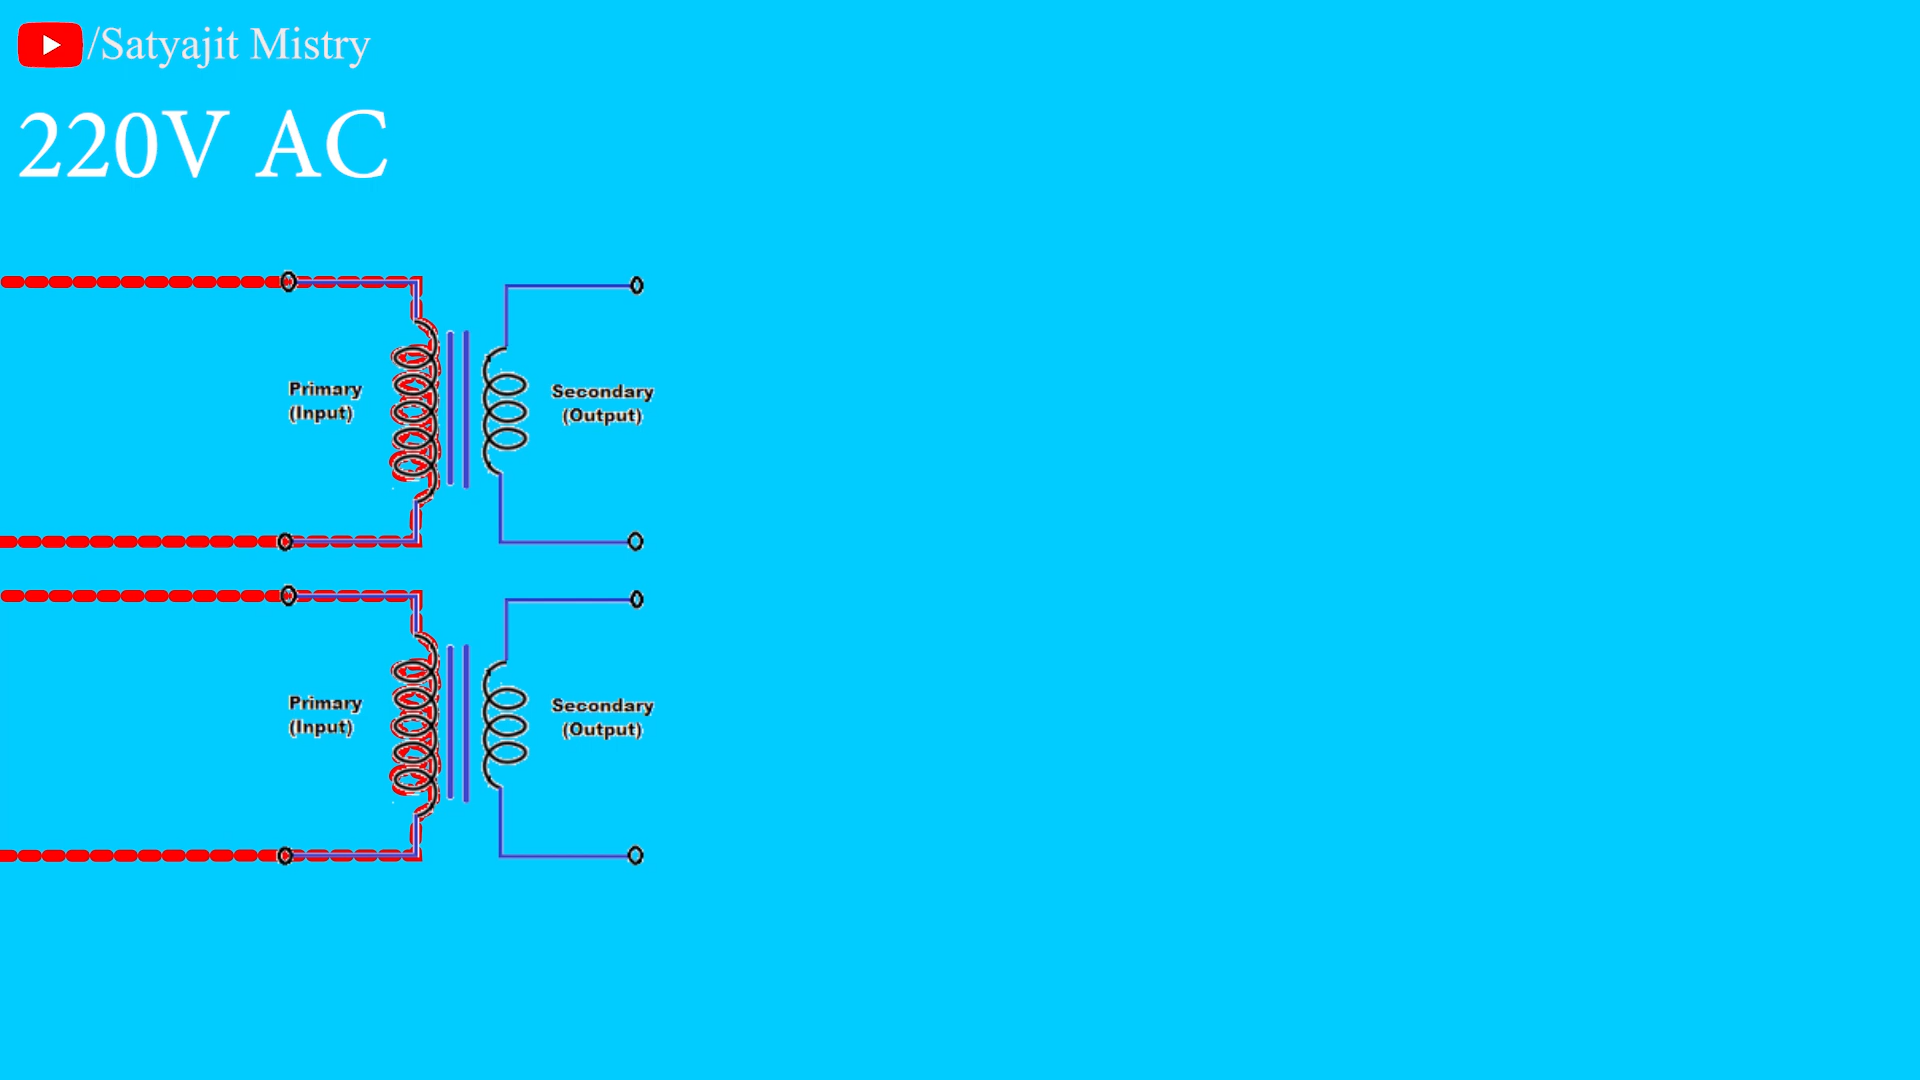 /Satyajit Mistry
220V AC
Primary
(Input)
Secondary
(Output)
Primary
(Input)
Secondary
(Output)